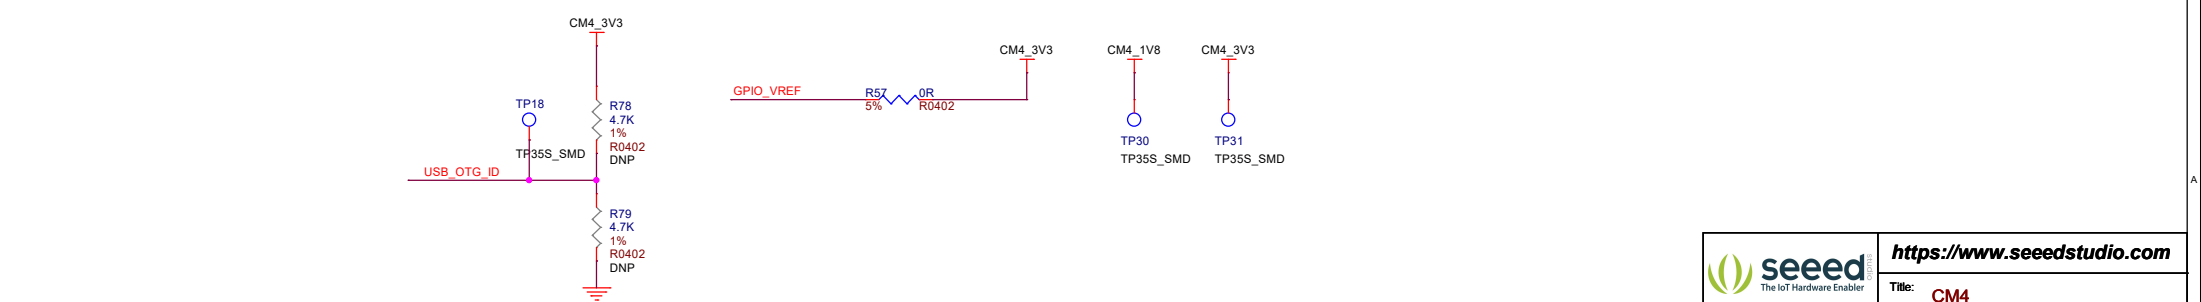 CM4_3V3
CM4_3V3
CM4_1V8
CM4_3V3
GPIO_VREF
R57
0R
5%
R0402
TP18
R78
4.7K
1%
R0402
DNP
TP35S_SMD
TP30
TP35S_SMD
TP31
TP35S_SMD
USB_OTG_ID
R79
4.7K
1%
R0402
DNP
A
seeed studio
The IoT Hardware Enabler
https://www.seeedstudio.com
Title:
CM4